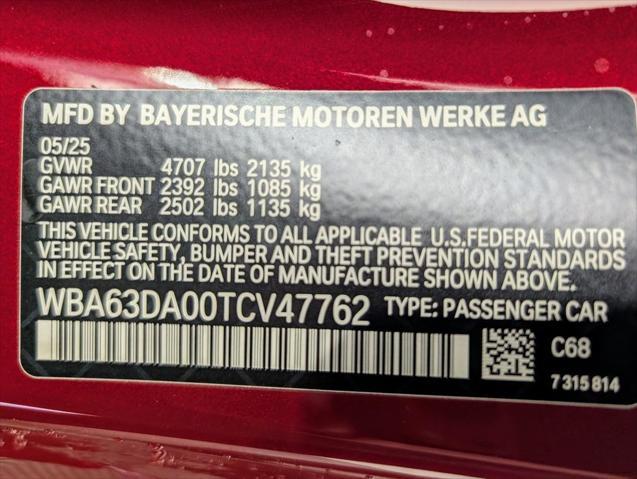 MFD BY BAYERISCHE MOTOREN WERKE AG
05/25
GVWR 4707 lbs 2135 kg
GAWR FRONT 2392 lbs 1085 kg
GAWR REAR 2502 lbs 1135 kg
THIS VEHICLE CONFORMS TO ALL APPLICABLE U.S.FEDERAL MOTOR
VEHICLE SAFETY, BUMPER AND THEFT PREVENTION STANDARDS
IN EFFECT ON THE DATE OF MANUFACTURE SHOWN ABOVE.
WBA63DA00TCV47762 TYPE: PASSENGER CAR
C68
7 315 814